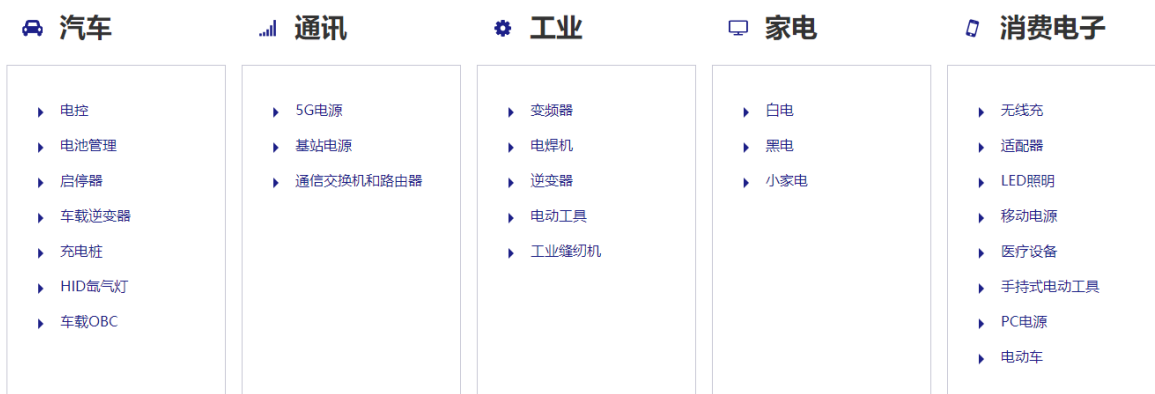 汽车
电控
电池管理
启停器
车载逆变器
充电桩
HID氙气灯
车载OBC
通讯
5G电源
基站电源
通信交换机和路由器
工业
变频器
电焊机
逆变器
电动工具
工业缝纫机
家电
白电
黑电
小家电
消费电子
无线充
适配器
LED照明
移动电源
医疗设备
手持式电动工具
PC电源
电动车